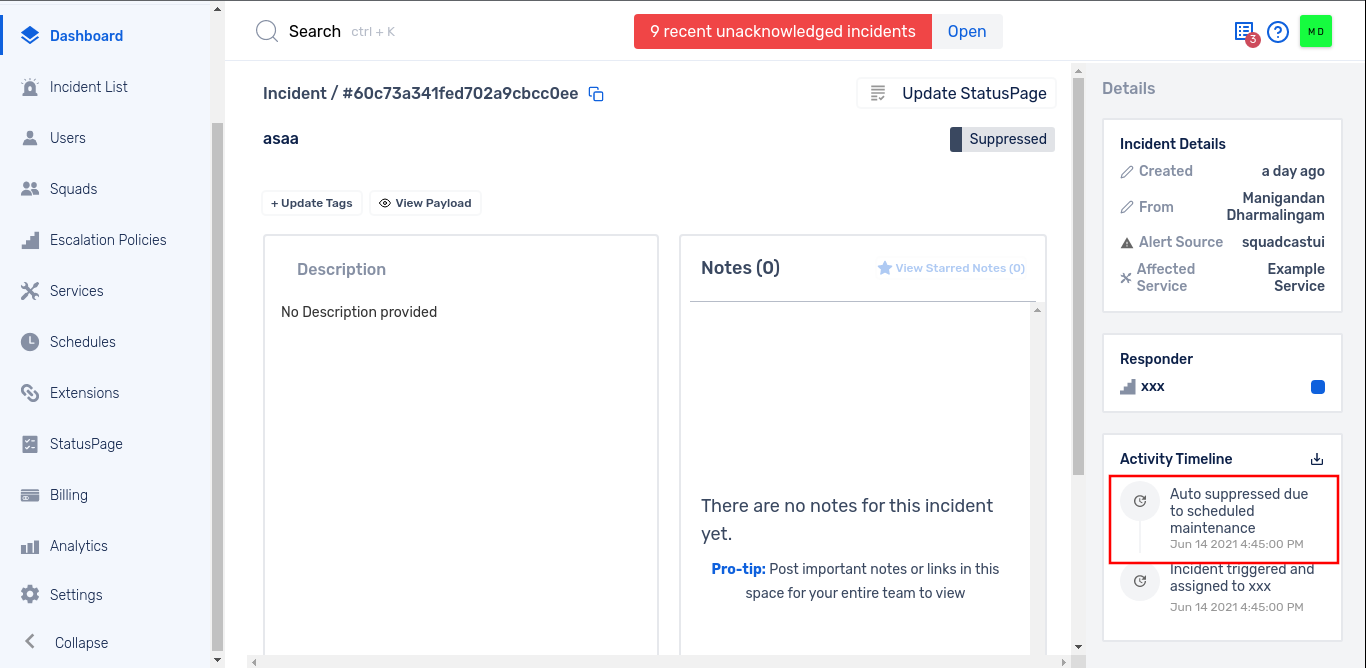 Dashboard
Incident List
Users
Squads
Escalation Policies
Services
Schedules
Extensions
StatusPage
Billing
Analytics
Settings
Collapse
Search ctrl + K
9 recent unacknowledged incidents Open
3
M D
Incident / #60c73a341fed702a9cbcc0ee
Update StatusPage
asaa
Suppressed
+ Update Tags
View Payload
Description
No Description provided
Notes (0)
View Starred Notes (0)
There are no notes for this incident
yet.
Pro-tip: Post important notes or links in this
space for your entire team to view
Details
Incident Details
Created a day ago
From Manigandan
Dharmalingam
Alert Source squadcastui
Affected
Service
Example
Service
Responder
xxx
Activity Timeline
Auto suppressed due
to scheduled
maintenance
Jun 14 2021 4:45:00 PM
Incident triggered and
assigned to xxx
Jun 14 2021 4:45:00 PM